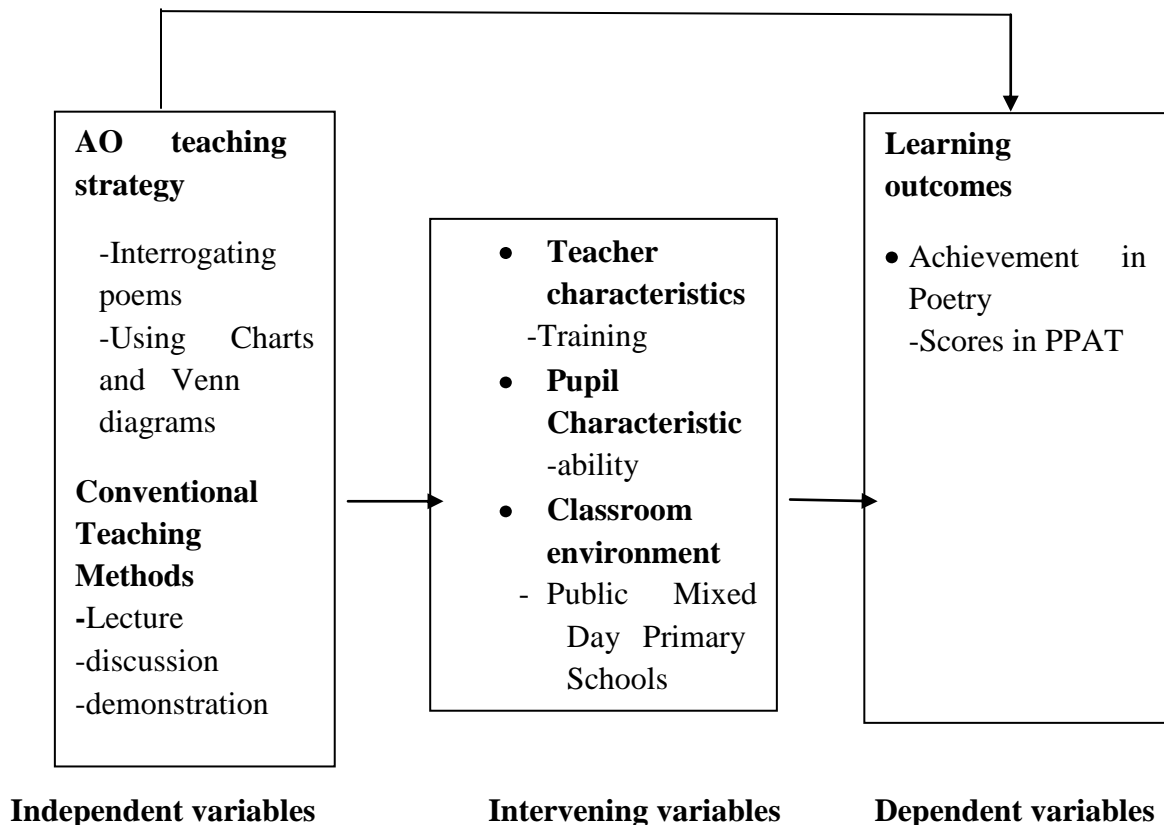 AO teaching
strategy
-Interrogating
poems
-Using Charts
and Venn
diagrams
Conventional
Teaching
Methods
-Lecture
-discussion
-demonstration
• Teacher
characteristics
-Training
• Pupil
Characteristic
-ability
• Classroom
environment
- Public Mixed
Day Primary
Schools
Learning
outcomes
• Achievement in
Poetry
-Scores in PPAT
Independent variables
Intervening variables
Dependent variables